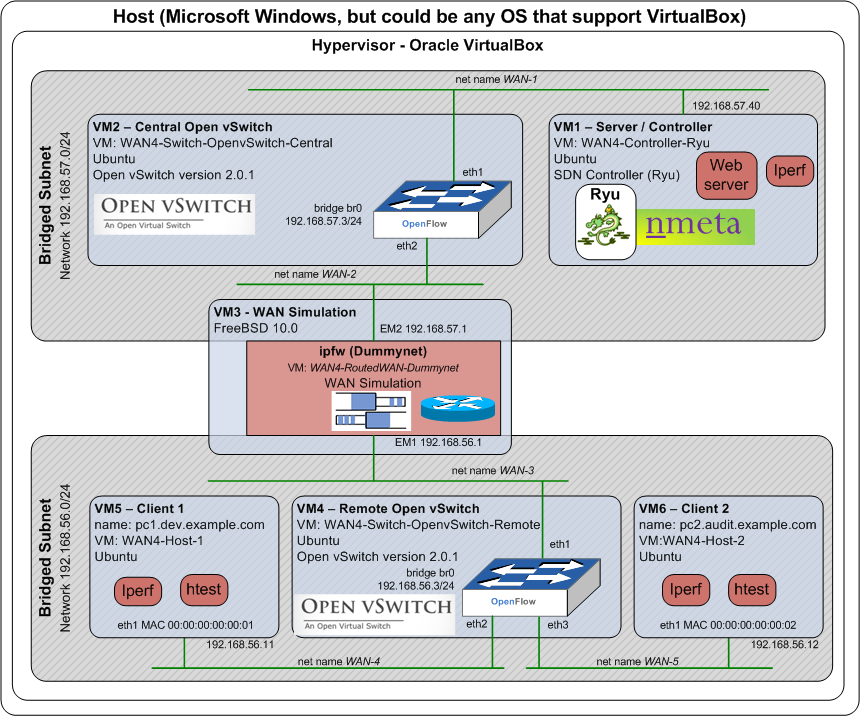 Host (Microsoft Windows, but could be any OS that support VirtualBox)
Hypervisor - Oracle VirtualBox
Bridged Subnet
Network 192.168.57.0/24
net name WAN-1
192.168.57.40
VM2 – Central Open vSwitch
VM: WAN4-Switch-OpenvSwitch-Central
Ubuntu
Open vSwitch version 2.0.1
OPEN VSWITCH
An Open Virtual Switch
eth1
bridge br0
192.168.57.3/24
OpenFlow
eth2
VM1 – Server / Controller
VM: WAN4-Controller-Ryu
Ubuntu
SDN Controller (Ryu)
Web
server
Iperf
Ryu
nmeta
net name WAN-2
VM3 - WAN Simulation
FreeBSD 10.0
EM2 192.168.57.1
ipfw (Dummynet)
VM: WAN4-RoutedWAN-Dummynet
WAN Simulation
EM1 192.168.56.1
Bridged Subnet
Network 192.168.56.0/24
net name WAN-3
VM5 – Client 1
name: pc1.dev.example.com
VM: WAN4-Host-1
Ubuntu
Iperf
htest
eth1 MAC 00:00:00:00:00:01
192.168.56.11
VM4 – Remote Open vSwitch
VM: WAN4-Switch-OpenvSwitch-Remote
Ubuntu
Open vSwitch version 2.0.1
eth1
bridge br0
192.168.56.3/24
OPEN VSWITCH
An Open Virtual Switch
OpenFlow
eth2
eth3
VM6 – Client 2
name: pc2.audit.example.com
VM:WAN4-Host-2
Ubuntu
Iperf
htest
eth1 MAC 00:00:00:00:00:02
192.168.56.12
net name WAN-4
net name WAN-5